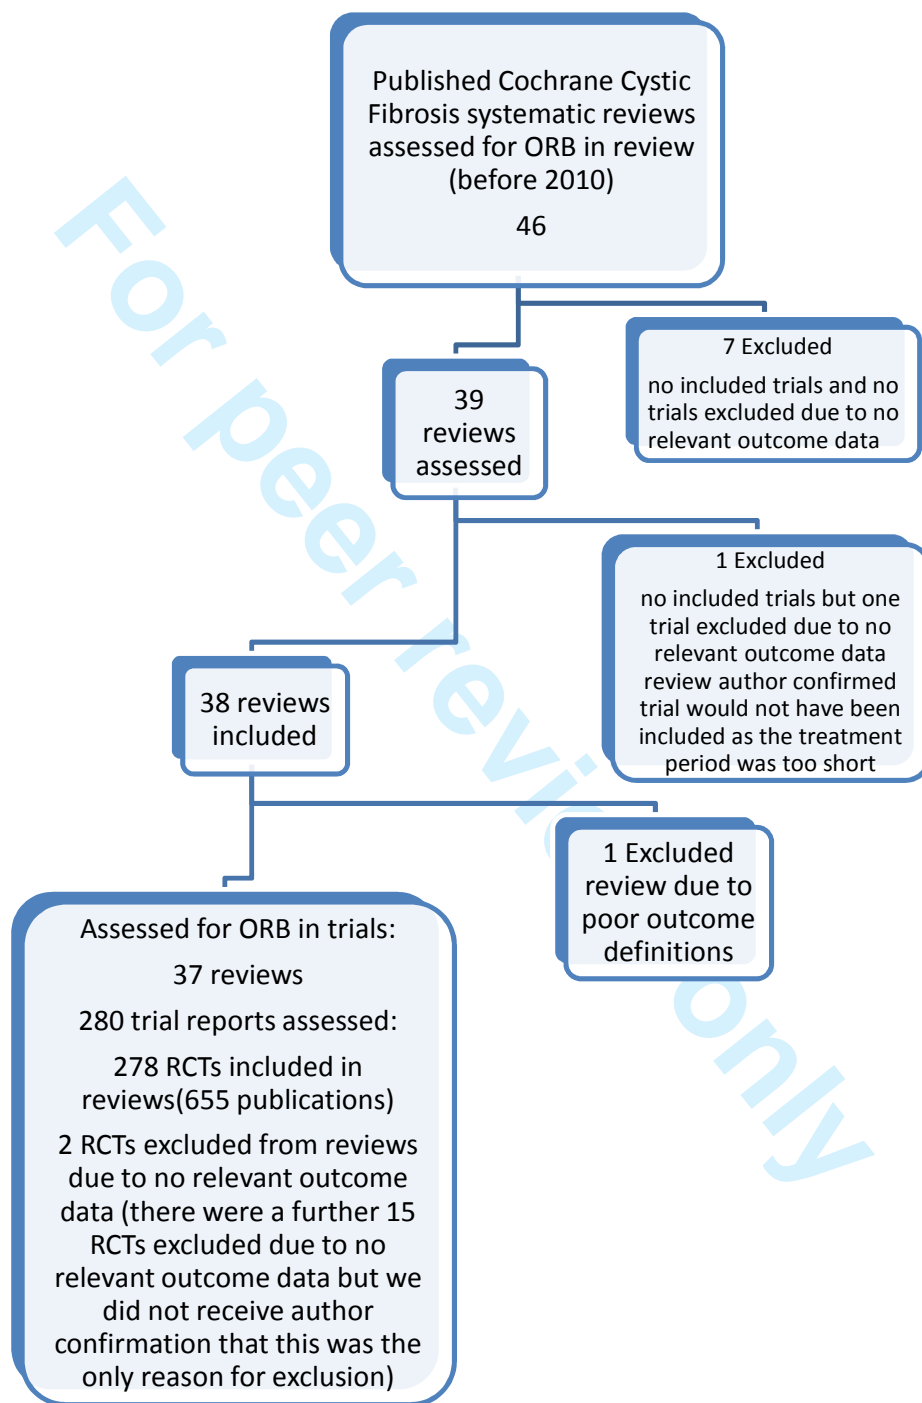 Published Cochrane Cystic
Fibrosis systematic reviews
assessed for ORB in review
(before 2010)
46
7 Excluded
no included trials and no
trials excluded due to no
relevant outcome data
39
reviews
assessed
1 Excluded
no included trials but one
trial excluded due to no
relevant outcome data
review author confirmed
trial would not have been
included as the treatment
period was too short
38 reviews
included
1 Excluded
review due to
poor outcome
definitions
Assessed for ORB in trials:
37 reviews
280 trial reports assessed:
278 RCTs included in
reviews(655 publications)
2 RCTs excluded from reviews
due to no relevant outcome
data (there were a further 15
RCTs excluded due to no
relevant outcome data but we
did not receive author
confirmation that this was the
only reason for exclusion)
For peer review only